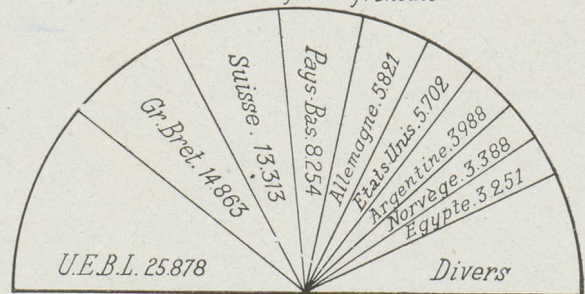 U.E.B.L. 25.878
Gr.Bret. 14.863
Suisse. 13.313
Pays-Bas. 8.254
Allemagne. 5.821
Etats Unis. 5.702
Argentine. 3.988
Norvège. 3.388
Egypte. 3.251
Divers